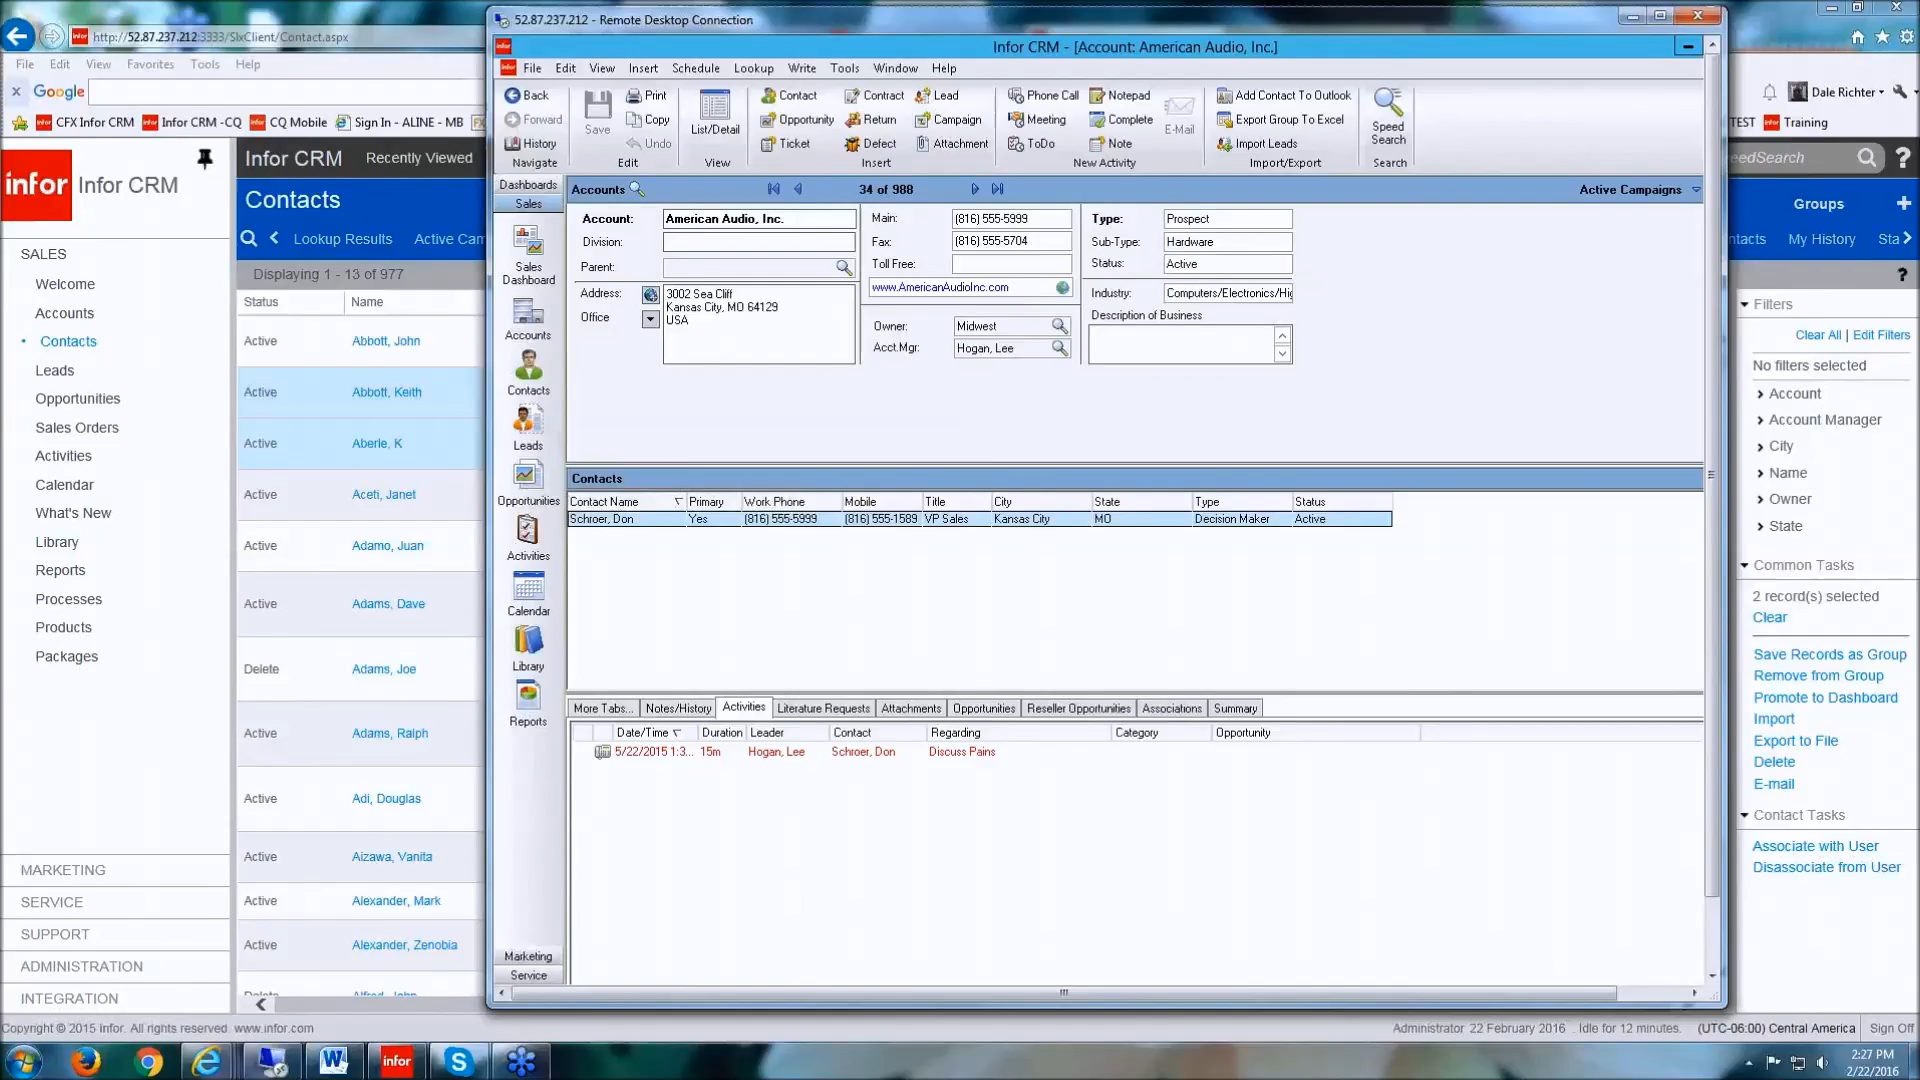 52.87.237.212 - Remote Desktop Connection
http://52.87.237.212:3333/SlxClient/Contact.aspx
File Edit View Favorites Tools Help
Google
Dale Richter
CFX Infor CRM Infor CRM -CQ CQ Mobile Sign In - ALINE - MB
TEST Training
infor Infor CRM
SALES
Welcome
Accounts
Contacts
Leads
Opportunities
Sales Orders
Activities
Calendar
What's New
Library
Reports
Processes
Products
Packages
MARKETING
SERVICE
SUPPORT
ADMINISTRATION
INTEGRATION
Infor CRM Recently Viewed
Contacts
Lookup Results Active Cam
Displaying 1 - 13 of 977
Status Name
Active Abbott, John
Active Abbott, Keith
Active Aberle, K
Active Aceti, Janet
Active Adamo, Juan
Active Adams, Dave
Delete Adams, Joe
Active Adams, Ralph
Active Adi, Douglas
Active Aizawa, Vanita
Active Alexander, Mark
Active Alexander, Zenobia
Infor CRM - [Account: American Audio, Inc.]
infor File Edit View Insert Schedule Lookup Write Tools Window Help
Back Print Contact Contract Lead Phone Call Notepad Add Contact To Outlook
Forward Save Copy List/Detail Opportunity Return Campaign Meeting Complete E-Mail Export Group To Excel Speed Search
History Undo Ticket Defect Attachment ToDo Note Import Leads
Navigate Edit View Insert New Activity Import/Export Search
Dashboards
Sales
Sales Dashboard
Accounts
Contacts
Leads
Opportunities
Activities
Calendar
Library
Reports
Marketing
Service
Accounts 34 of 988 Active Campaigns
Account: American Audio, Inc. Main: (816) 555-5999 Type: Prospect
Division: Fax: (816) 555-5704 Sub-Type: Hardware
Parent: Toll Free: Status: Active
www.AmericanAudioInc.com
Address: 3002 Sea Cliff Industry: Computers/Electronics/Hig
Kansas City, MO 64129
Office USA Description of Business
Owner: Midwest
Acct.Mgr: Hogan, Lee
Contacts
Contact Name Primary Work Phone Mobile Title City State Type Status
Schroer, Don Yes (816) 555-5999 (816) 555-1589 VP Sales Kansas City MO Decision Maker Active
More Tabs... Notes/History Activities Literature Requests Attachments Opportunities Reseller Opportunities Associations Summary
Date/Time Duration Leader Contact Regarding Category Opportunity
5/22/2015 1:3... 15m Hogan, Lee Schroer, Don Discuss Pains
eedSearch
Groups
ntacts My History Sta
Filters
Clear All | Edit Filters
No filters selected
Account
Account Manager
City
Name
Owner
State
Common Tasks
2 record(s) selected
Clear
Save Records as Group
Remove from Group
Promote to Dashboard
Import
Export to File
Delete
E-mail
Contact Tasks
Associate with User
Disassociate from User
Copyright © 2015 Infor. All rights reserved. www.infor.com
Administrator 22 February 2016 . Idle for 12 minutes. (UTC-06:00) Central America Sign Off
infor
2:27 PM
2/22/2016